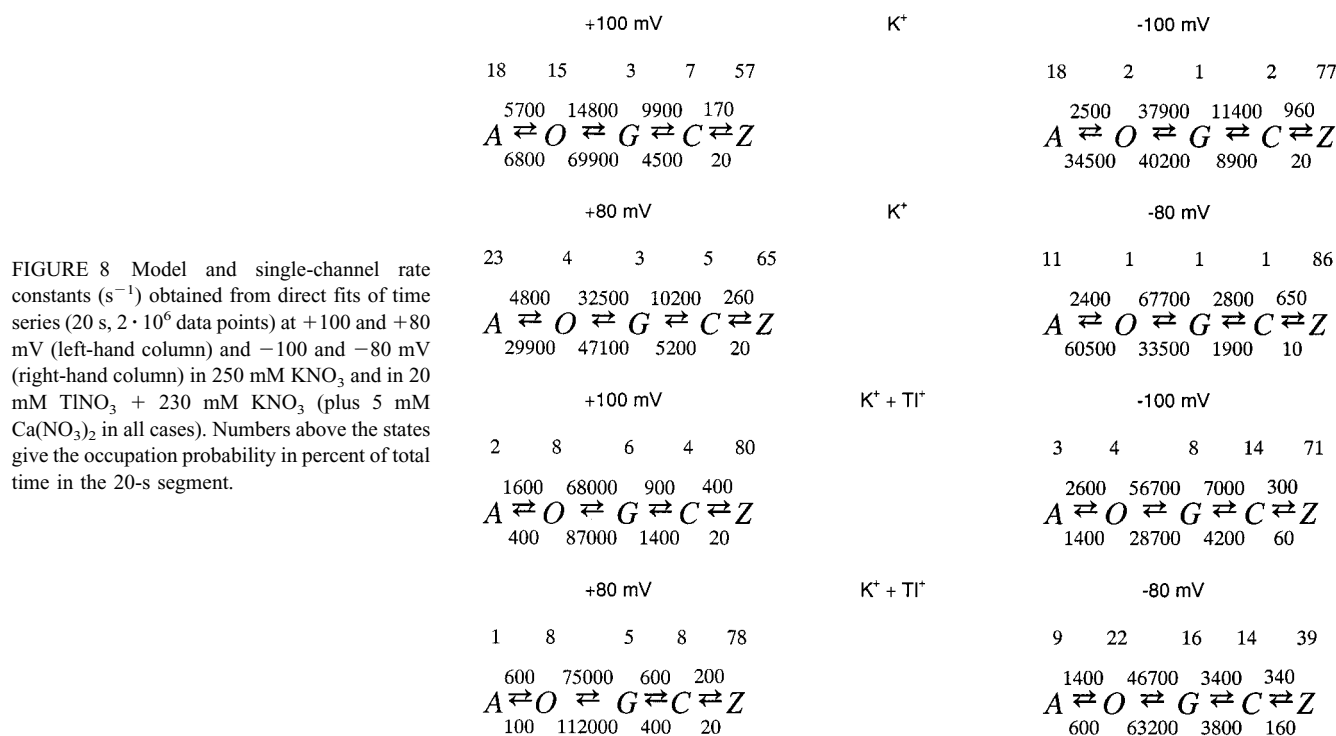 +100 mV K⁺ -100 mV
18 15 3 7 57 18 2 1 2 77
5700 14800 9900 170 2500 37900 11400 960
A ⇄ O ⇄ G ⇄ C ⇄ Z A ⇄ O ⇄ G ⇄ C ⇄ Z
6800 69900 4500 20 34500 40200 8900 20
+80 mV K⁺ -80 mV
23 4 3 5 65 11 1 1 1 86
4800 32500 10200 260 2400 67700 2800 650
A ⇄ O ⇄ G ⇄ C ⇄ Z A ⇄ O ⇄ G ⇄ C ⇄ Z
29900 47100 5200 20 60500 33500 1900 10
+100 mV K⁺ + Tl⁺ -100 mV
2 8 6 4 80 3 4 8 14 71
1600 68000 900 400 2600 56700 7000 300
A ⇄ O ⇄ G ⇄ C ⇄ Z A ⇄ O ⇄ G ⇄ C ⇄ Z
400 87000 1400 20 1400 28700 4200 60
+80 mV K⁺ + Tl⁺ -80 mV
1 8 5 8 78 9 22 16 14 39
600 75000 600 200 1400 46700 3400 340
A ⇄ O ⇄ G ⇄ C ⇄ Z A ⇄ O ⇄ G ⇄ C ⇄ Z
100 112000 400 20 600 63200 3800 160
FIGURE 8 Model and single-channel rate
constants (s⁻¹) obtained from direct fits of time
series (20 s, 2 · 10⁶ data points) at +100 and +80
mV (left-hand column) and −100 and −80 mV
(right-hand column) in 250 mM KNO₃ and in 20
mM TlNO₃ + 230 mM KNO₃ (plus 5 mM
Ca(NO₃)₂ in all cases). Numbers above the states
give the occupation probability in percent of total
time in the 20-s segment.